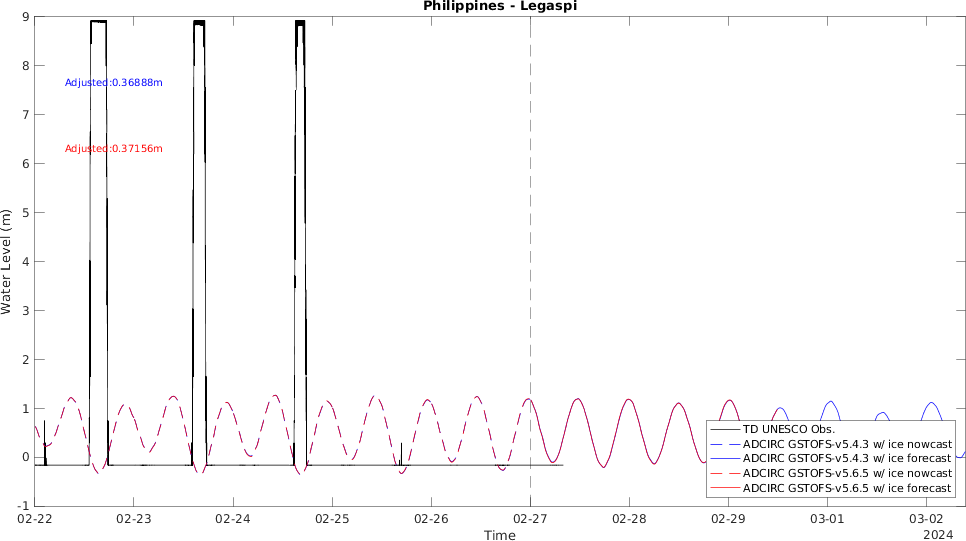 Philippines - Legaspi
9
8
7
6
5
4
3
2
1
0
-1
Water Level (m)
Adjusted:0.36888m
Adjusted:0.37156m
TD UNESCO Obs.
ADCIRC GSTOFS-v5.4.3 w/ ice nowcast
ADCIRC GSTOFS-v5.4.3 w/ ice forecast
ADCIRC GSTOFS-v5.6.5 w/ ice nowcast
ADCIRC GSTOFS-v5.6.5 w/ ice forecast
02-22 02-23 02-24 02-25 02-26 02-27 02-28 02-29 03-01 03-02
2024
Time